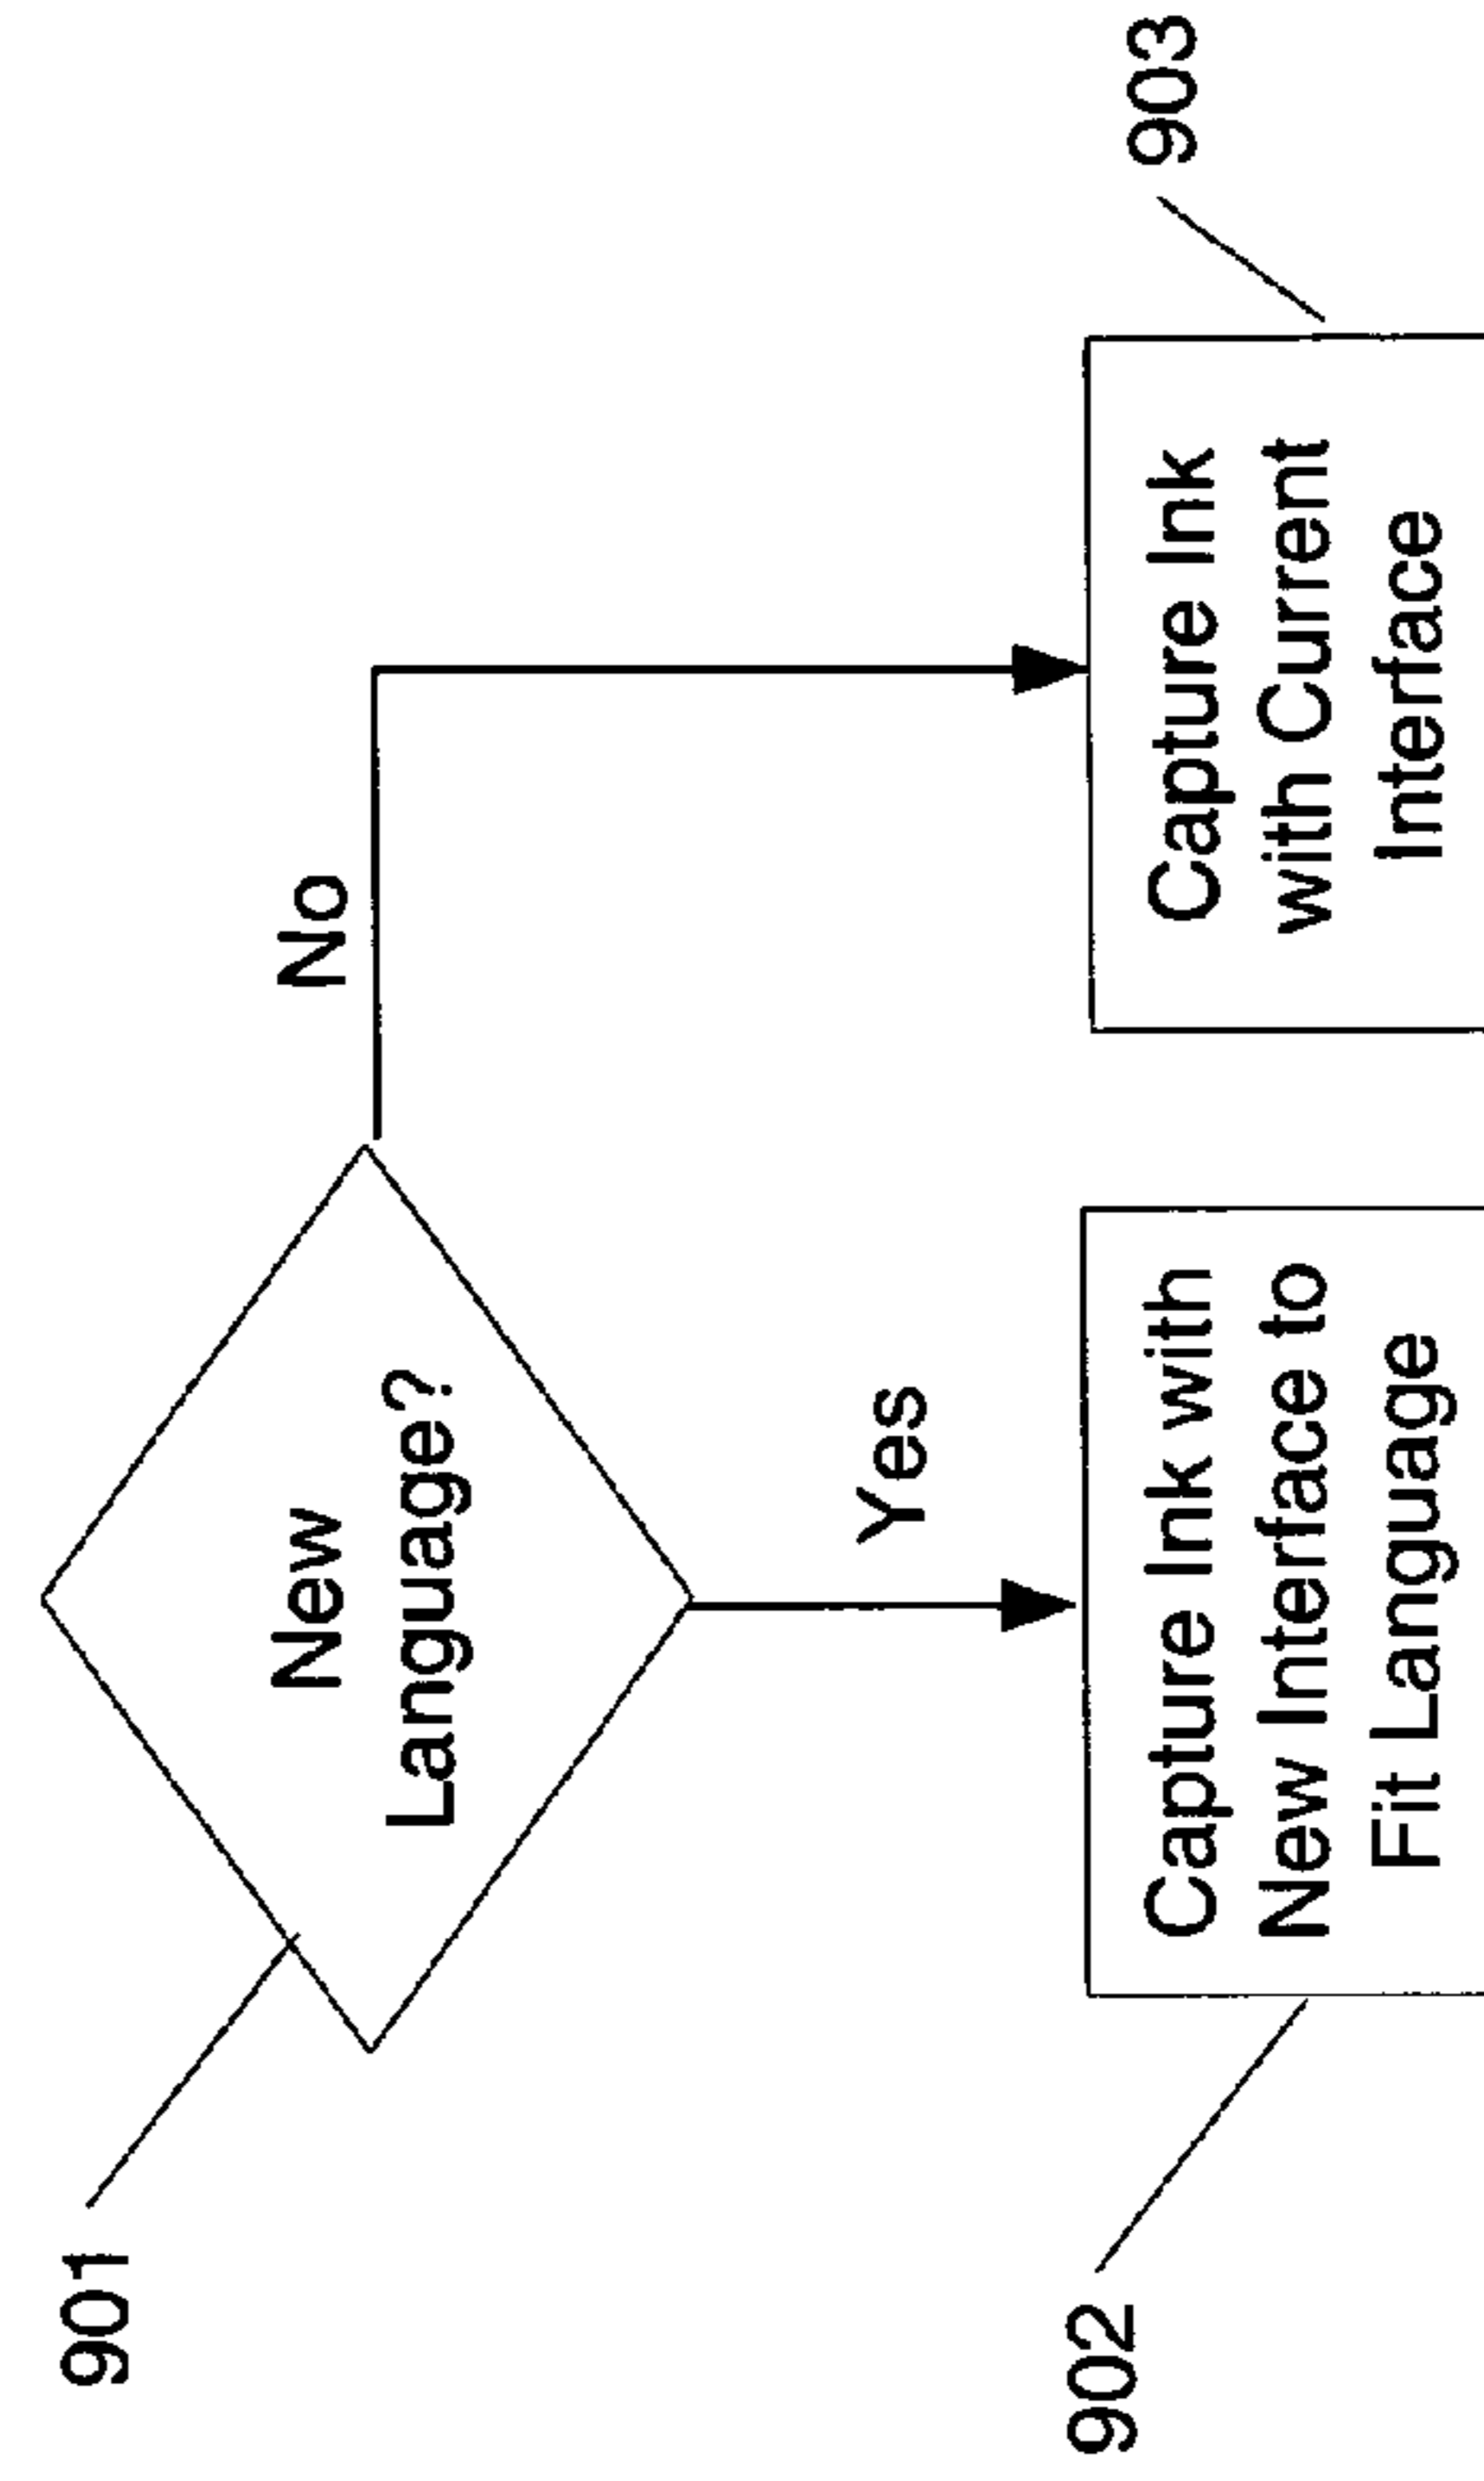 901
New
Language?
No
Yes
902
Capture Ink with
New Interface to
Fit Language
Capture Ink
with Current
Interface
903